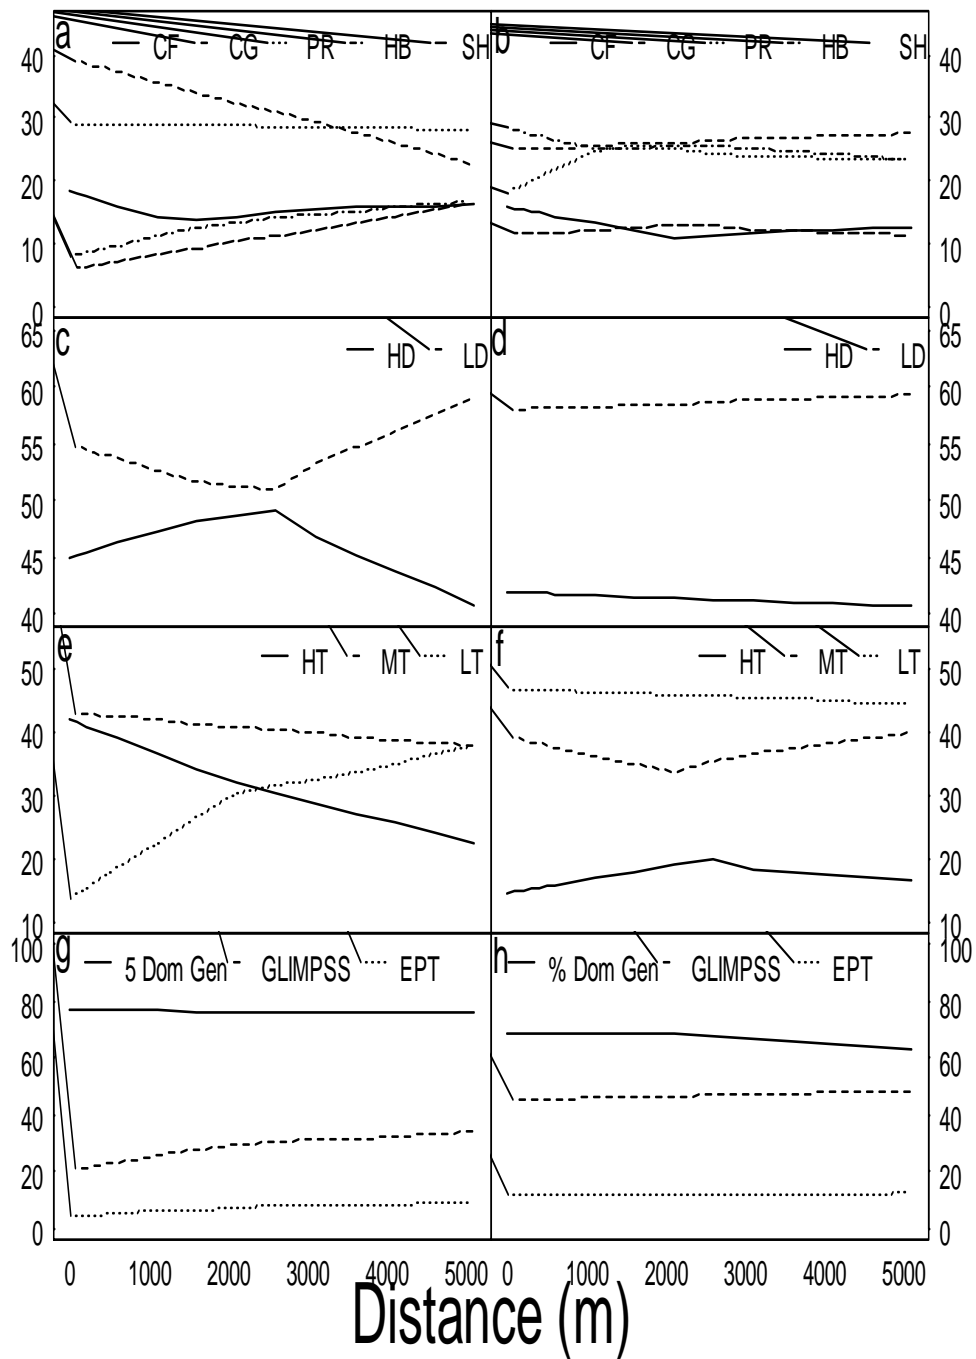 a CF CG PR HB SH
b CF CG PR HB SH
40 40
30 30
20 20
10 10
0 0
c HD LD
d HD LD
65 65
60 60
55 55
50 50
45 45
40 40
e HT MT LT
f HT MT LT
50 50
40 40
30 30
20 20
10 10
g 5 Dom Gen GLIMPSS EPT
h % Dom Gen GLIMPSS EPT
100 100
80 80
60 60
40 40
20 20
0 0
0 1000 2000 3000 4000 5000 0 1000 2000 3000 4000 5000
Distance (m)